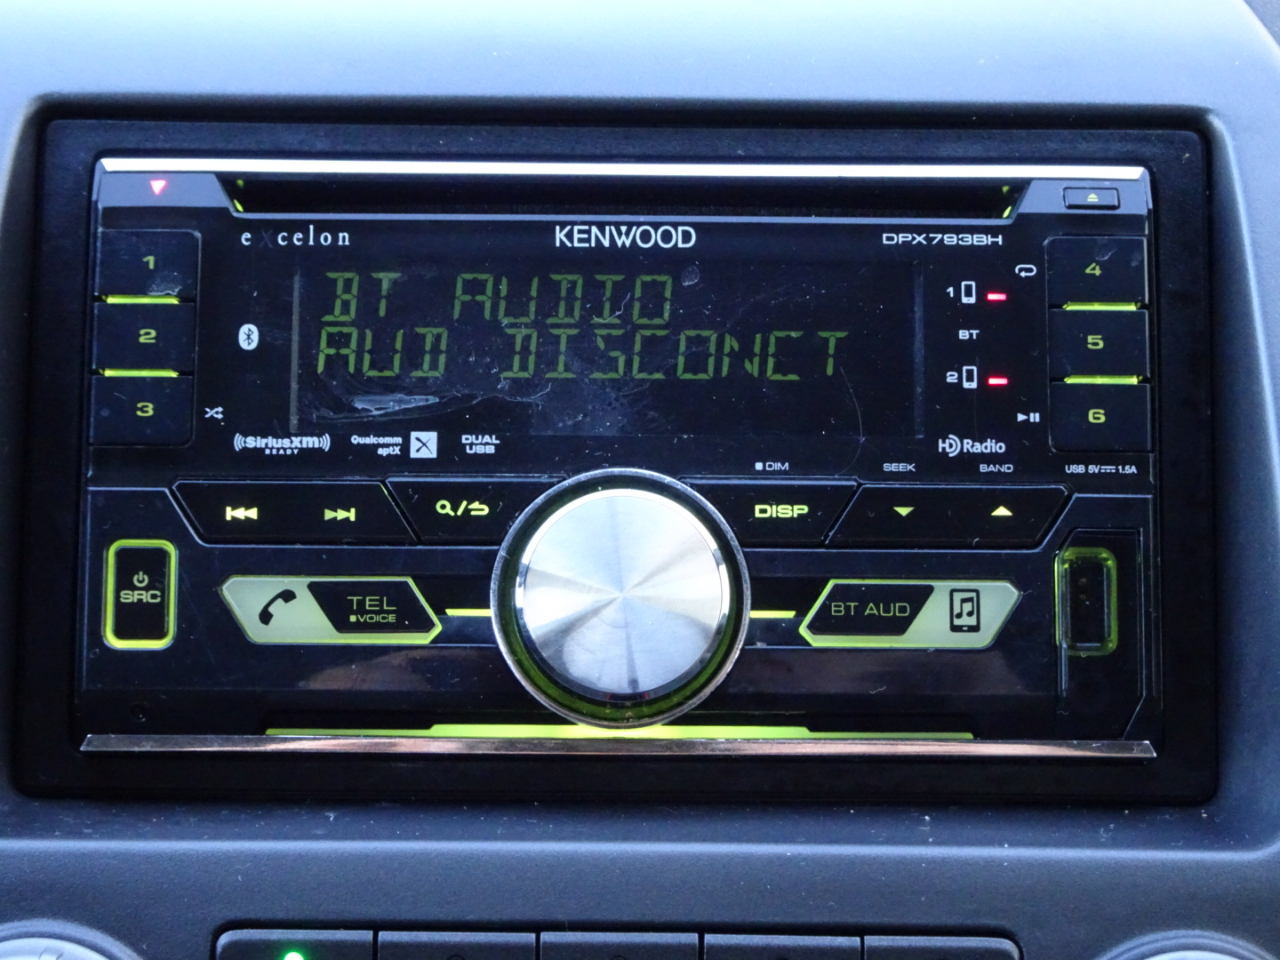 eXcelon
KENWOOD
DPX793BH
1
2
3
4
5
6
BT AUDIO
AUD DISCONCT
1
BT
2
SiriusXM
READY
Qualcomm
aptX
X
DUAL
USB
HD Radio
DIM
SEEK
BAND
USB 5V 1.5A
DISP
SRC
TEL
VOICE
BT AUD